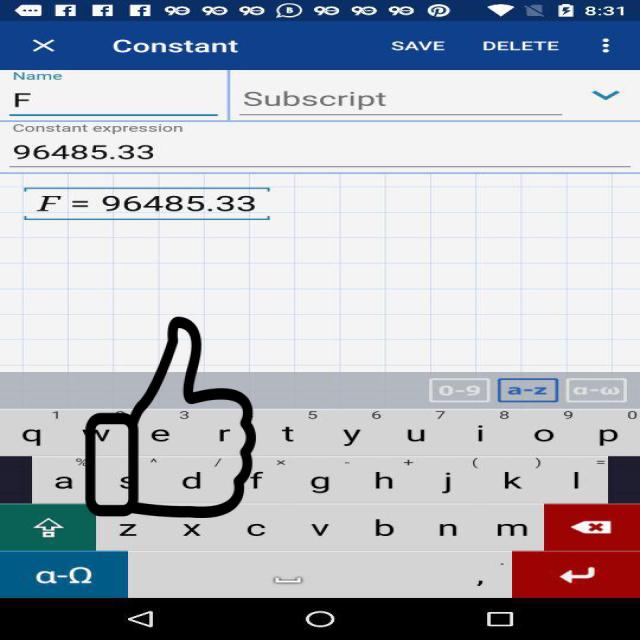 8:31
Constant SAVE DELETE
Name
F Subscript
Constant expression
96485.33
F = 96485.33
0-9 a-z α-ω
1 2 3 5 6 7 8 9 0
q w e r t y u i o p
% ^ / × - + ( ) =
a s d f g h j k l
z x c v b n m
α-Ω , .